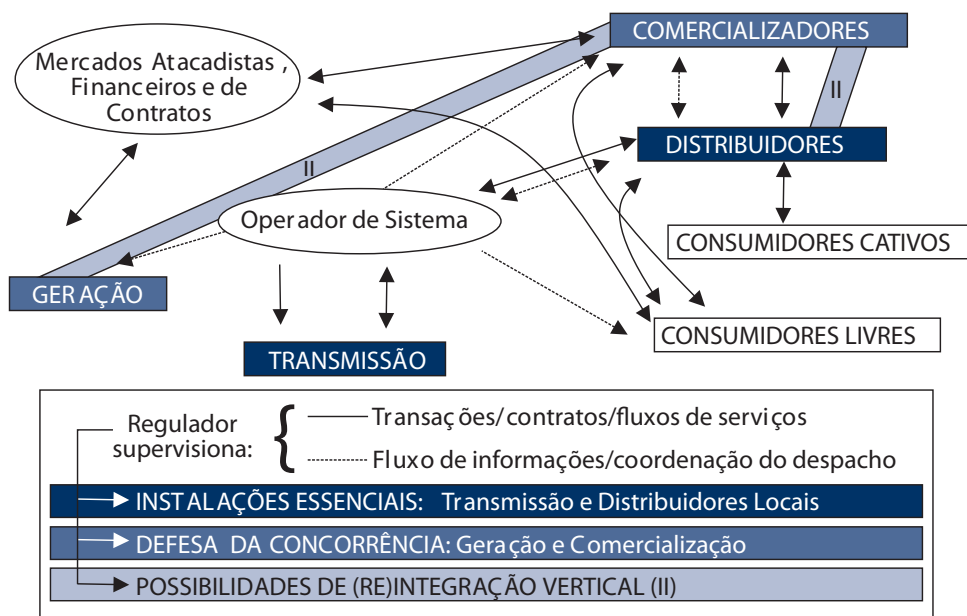 COMERCIALIZADORES
Mercados Atacadistas ,
Financeiros e de
Contratos
II
DISTRIBUIDORES
II
Operador de Sistema
CONSUMIDORES CATIVOS
GERAÇÃO
CONSUMIDORES LIVRES
TRANSMISSÃO
Regulador
supervisiona:
Transações/contratos/fluxos de serviços
Fluxo de informações/coordenação do despacho
INSTALAÇÕES ESSENCIAIS: Transmissão e Distribuidores Locais
DEFESA DA CONCORRÊNCIA: Geração e Comercialização
POSSIBILIDADES DE (RE)INTEGRAÇÃO VERTICAL (II)